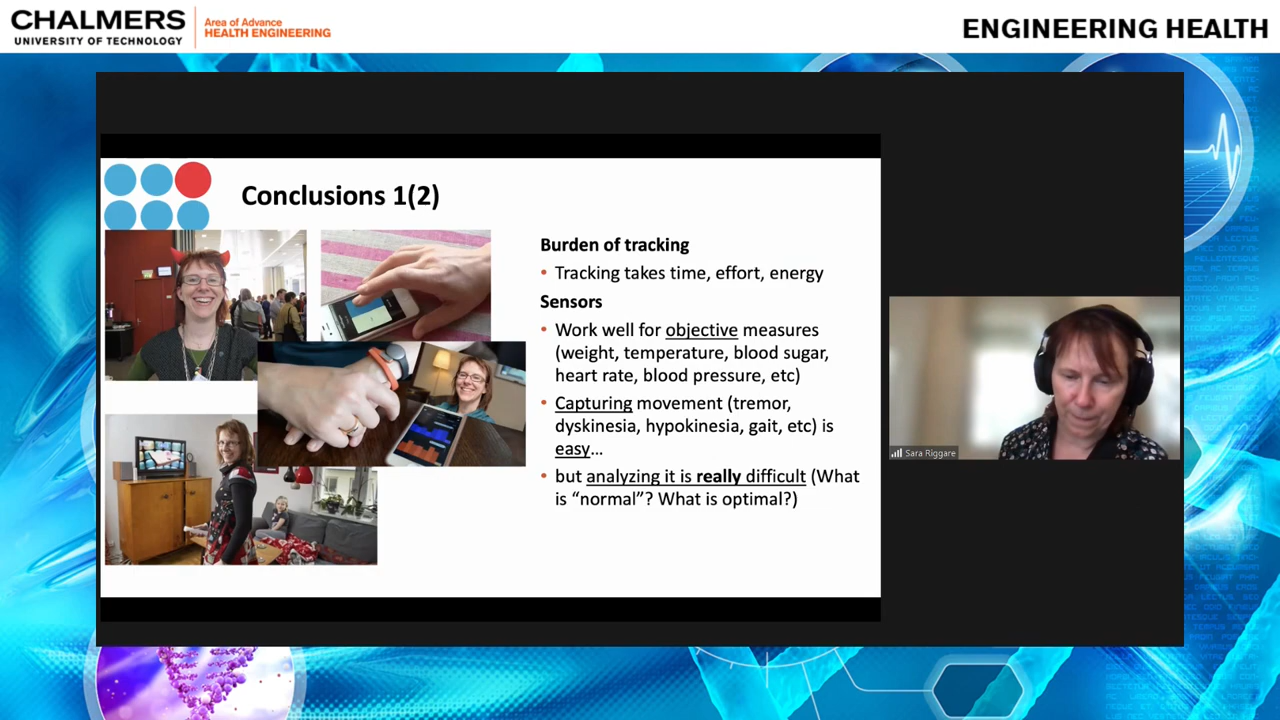 CHALMERS
UNIVERSITY OF TECHNOLOGY
Area of Advance
HEALTH ENGINEERING
ENGINEERING HEALTH
Conclusions 1(2)
Burden of tracking
• Tracking takes time, effort, energy
Sensors
• Work well for objective measures
(weight, temperature, blood sugar,
heart rate, blood pressure, etc)
• Capturing movement (tremor,
dyskinesia, hypokinesia, gait, etc) is
easy…
• but analyzing it is really difficult (What
is “normal”? What is optimal?)
Sara Riggare